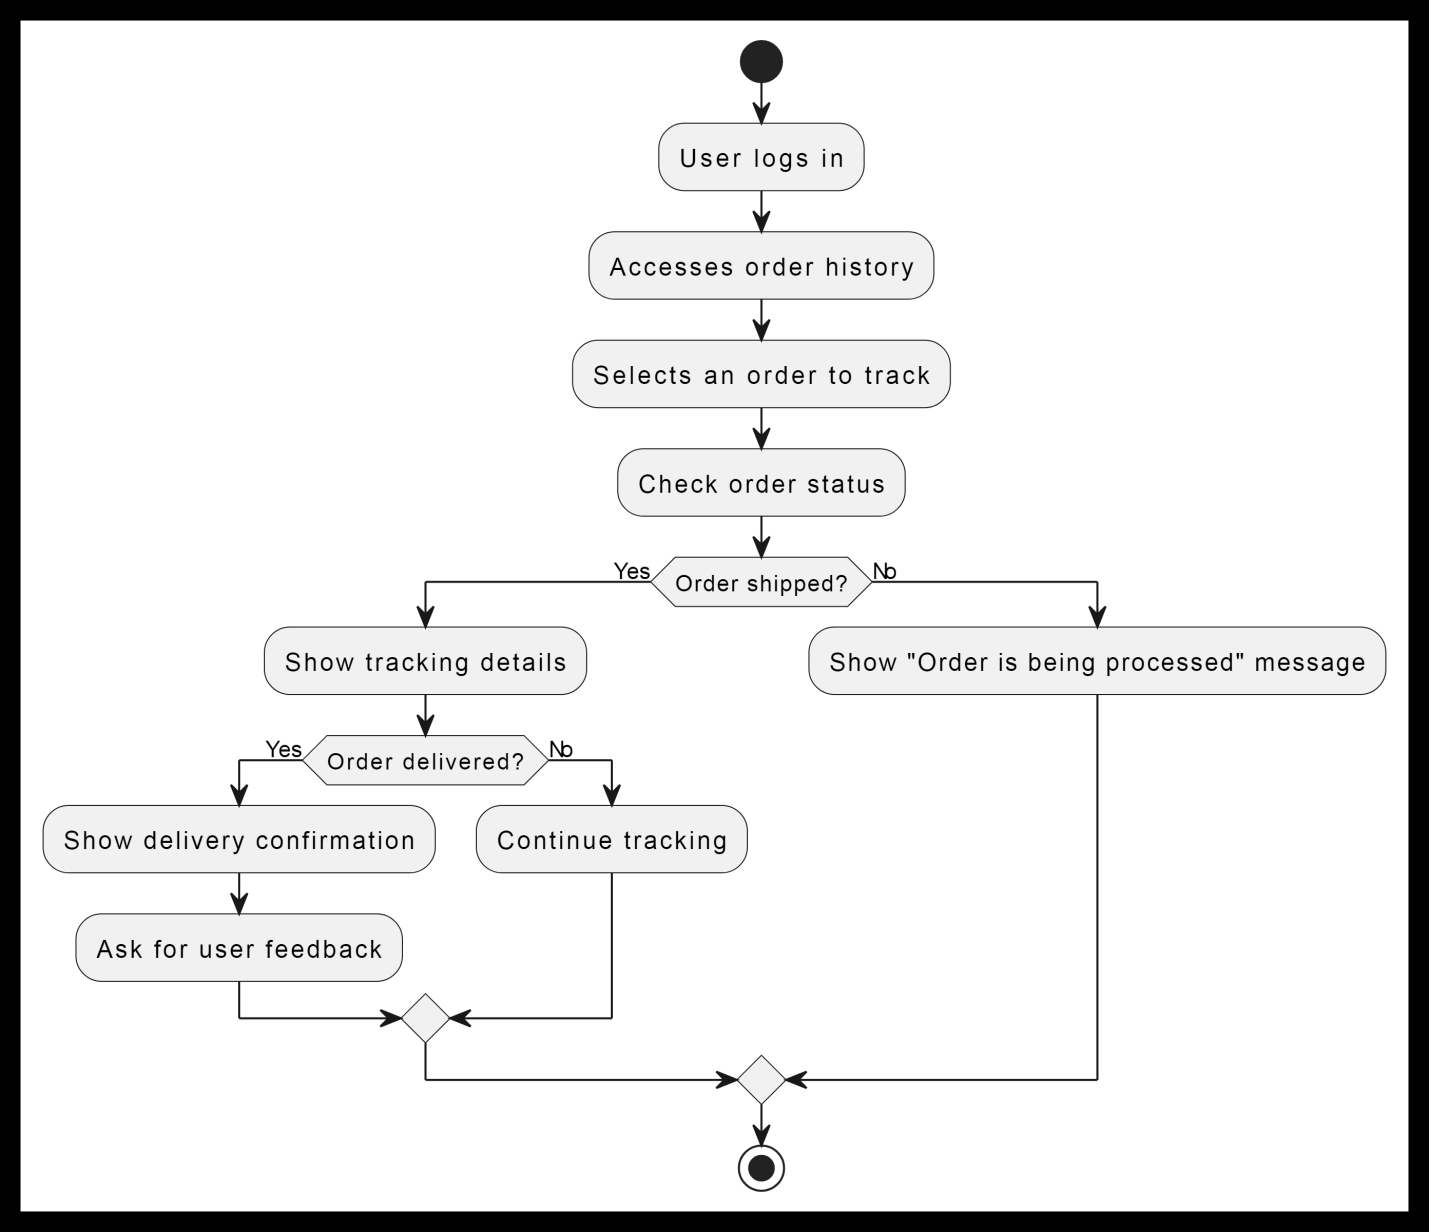 User logs in
Accesses order history
Selects an order to track
Check order status
Yes
Order shipped?
No
Show tracking details
Show "Order is being processed" message
Yes
Order delivered?
No
Show delivery confirmation
Continue tracking
Ask for user feedback